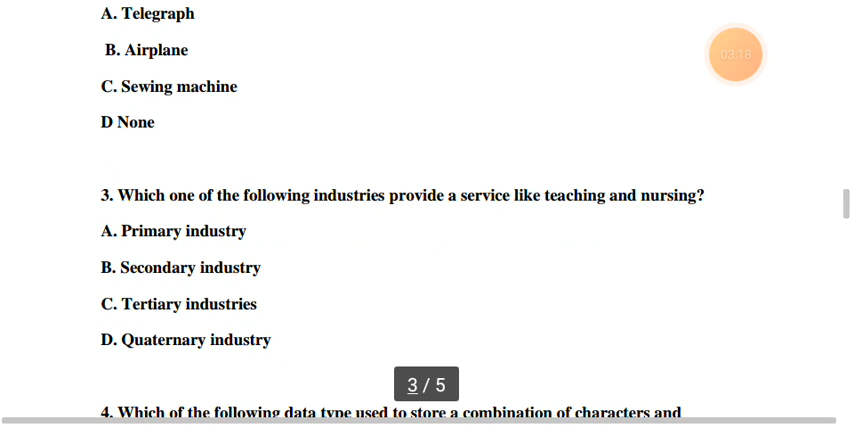 A. Telegraph
B. Airplane
03:18
C. Sewing machine
D None
3. Which one of the following industries provide a service like teaching and nursing?
A. Primary industry
B. Secondary industry
C. Tertiary industries
D. Quaternary industry
3 / 5
4. Which of the following data type used to store a combination of characters and